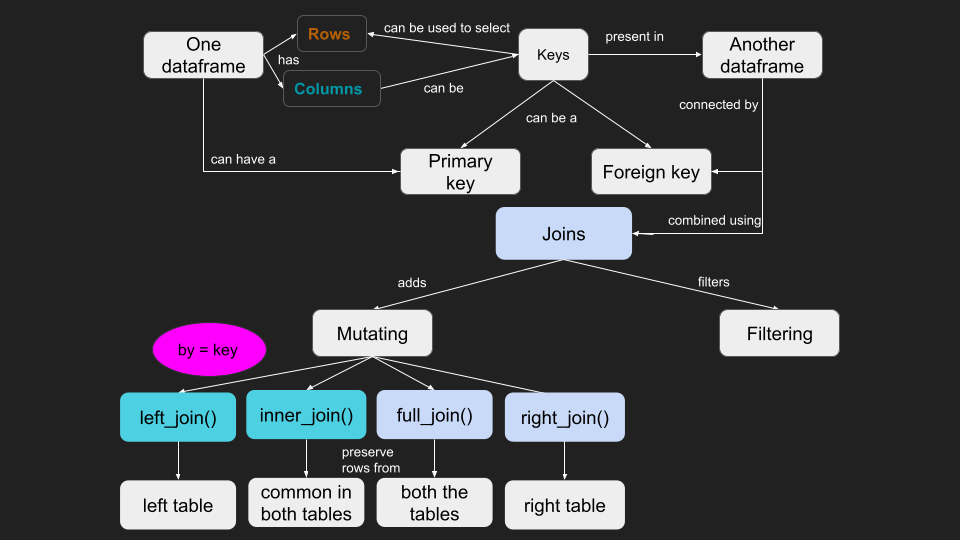 One
dataframe
has
Rows
Columns
can be used to select
can be
Keys
present in
Another
dataframe
connected by
can be a
can have a
Primary
key
Foreign key
combined using
Joins
adds
filters
Mutating
Filtering
by = key
left_join()
inner_join()
full_join()
right_join()
preserve
rows from
left table
common in
both tables
both the
tables
right table